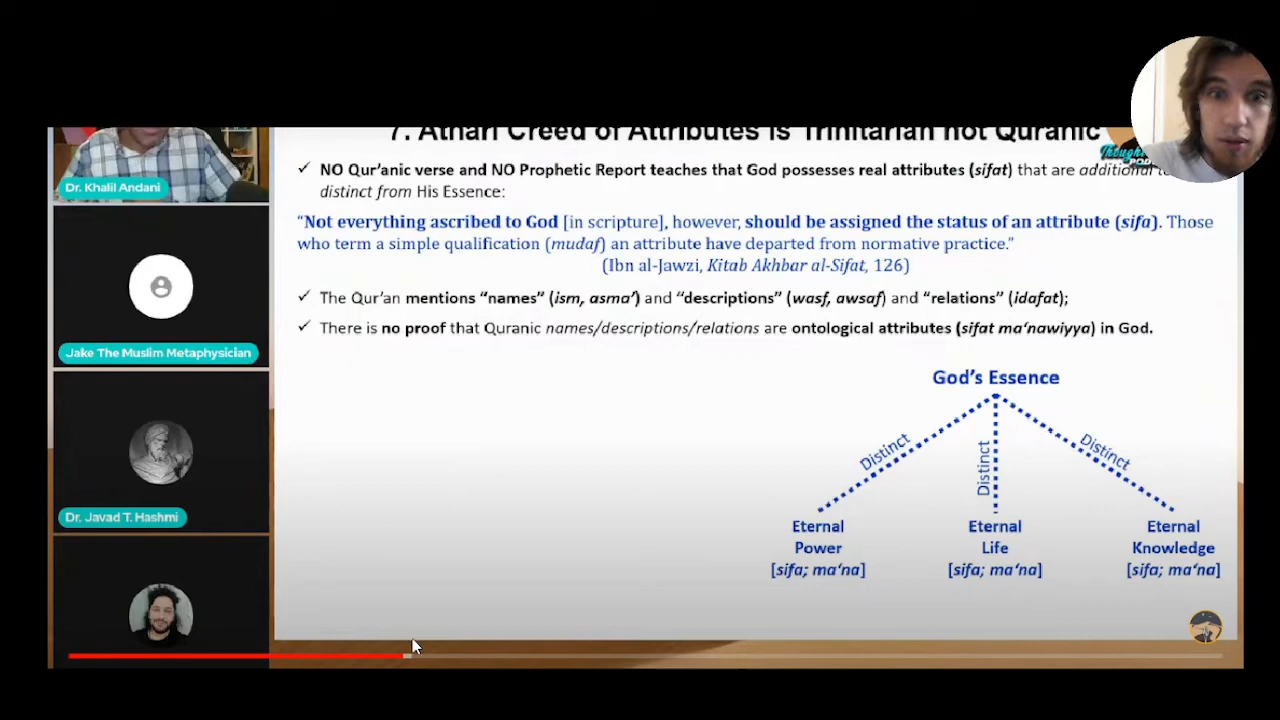 7. Athari Creed of Attributes is Trinitarian not Quranic
✓ NO Qur'anic verse and NO Prophetic Report teaches that God possesses real attributes (sifat) that are additional
distinct from His Essence:
"Not everything ascribed to God [in scripture], however, should be assigned the status of an attribute (sifa). Those
who term a simple qualification (mudaf) an attribute have departed from normative practice."
(Ibn al-Jawzi, Kitab Akhbar al-Sifat, 126)
✓ The Qur'an mentions "names" (ism, asma') and "descriptions" (wasf, awsaf) and "relations" (idafat);
✓ There is no proof that Quranic names/descriptions/relations are ontological attributes (sifat ma'nawiyya) in God.
God's Essence
Distinct
Distinct
Distinct
Eternal
Power
[sifa; ma'na]
Eternal
Life
[sifa; ma'na]
Eternal
Knowledge
[sifa; ma'na]
Dr. Khalil Andani
Jake The Muslim Metaphysician
Dr. Javad T. Hashmi